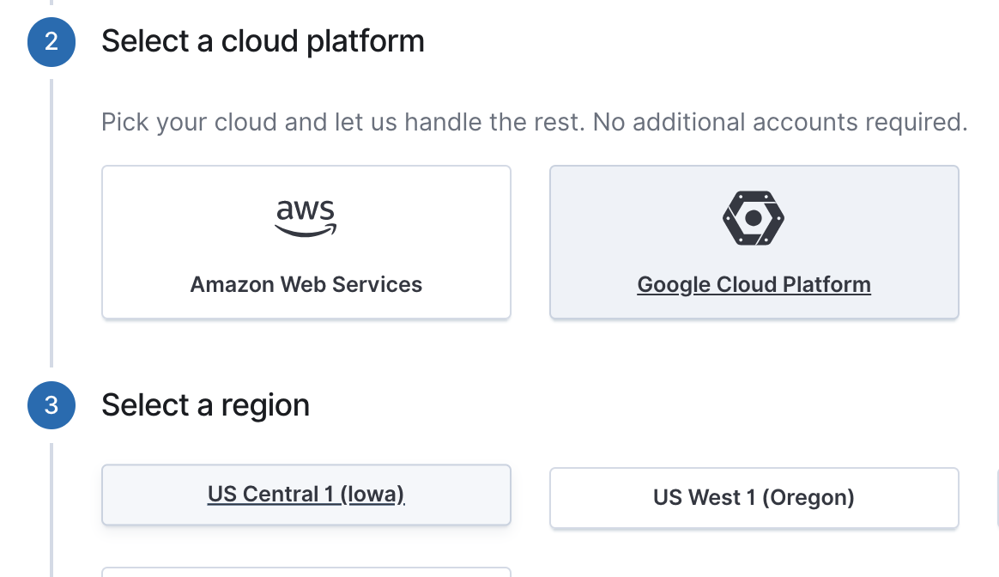 2
Select a cloud platform
Pick your cloud and let us handle the rest. No additional accounts required.
aws
Amazon Web Services
Google Cloud Platform
3
Select a region
US Central 1 (Iowa)
US West 1 (Oregon)